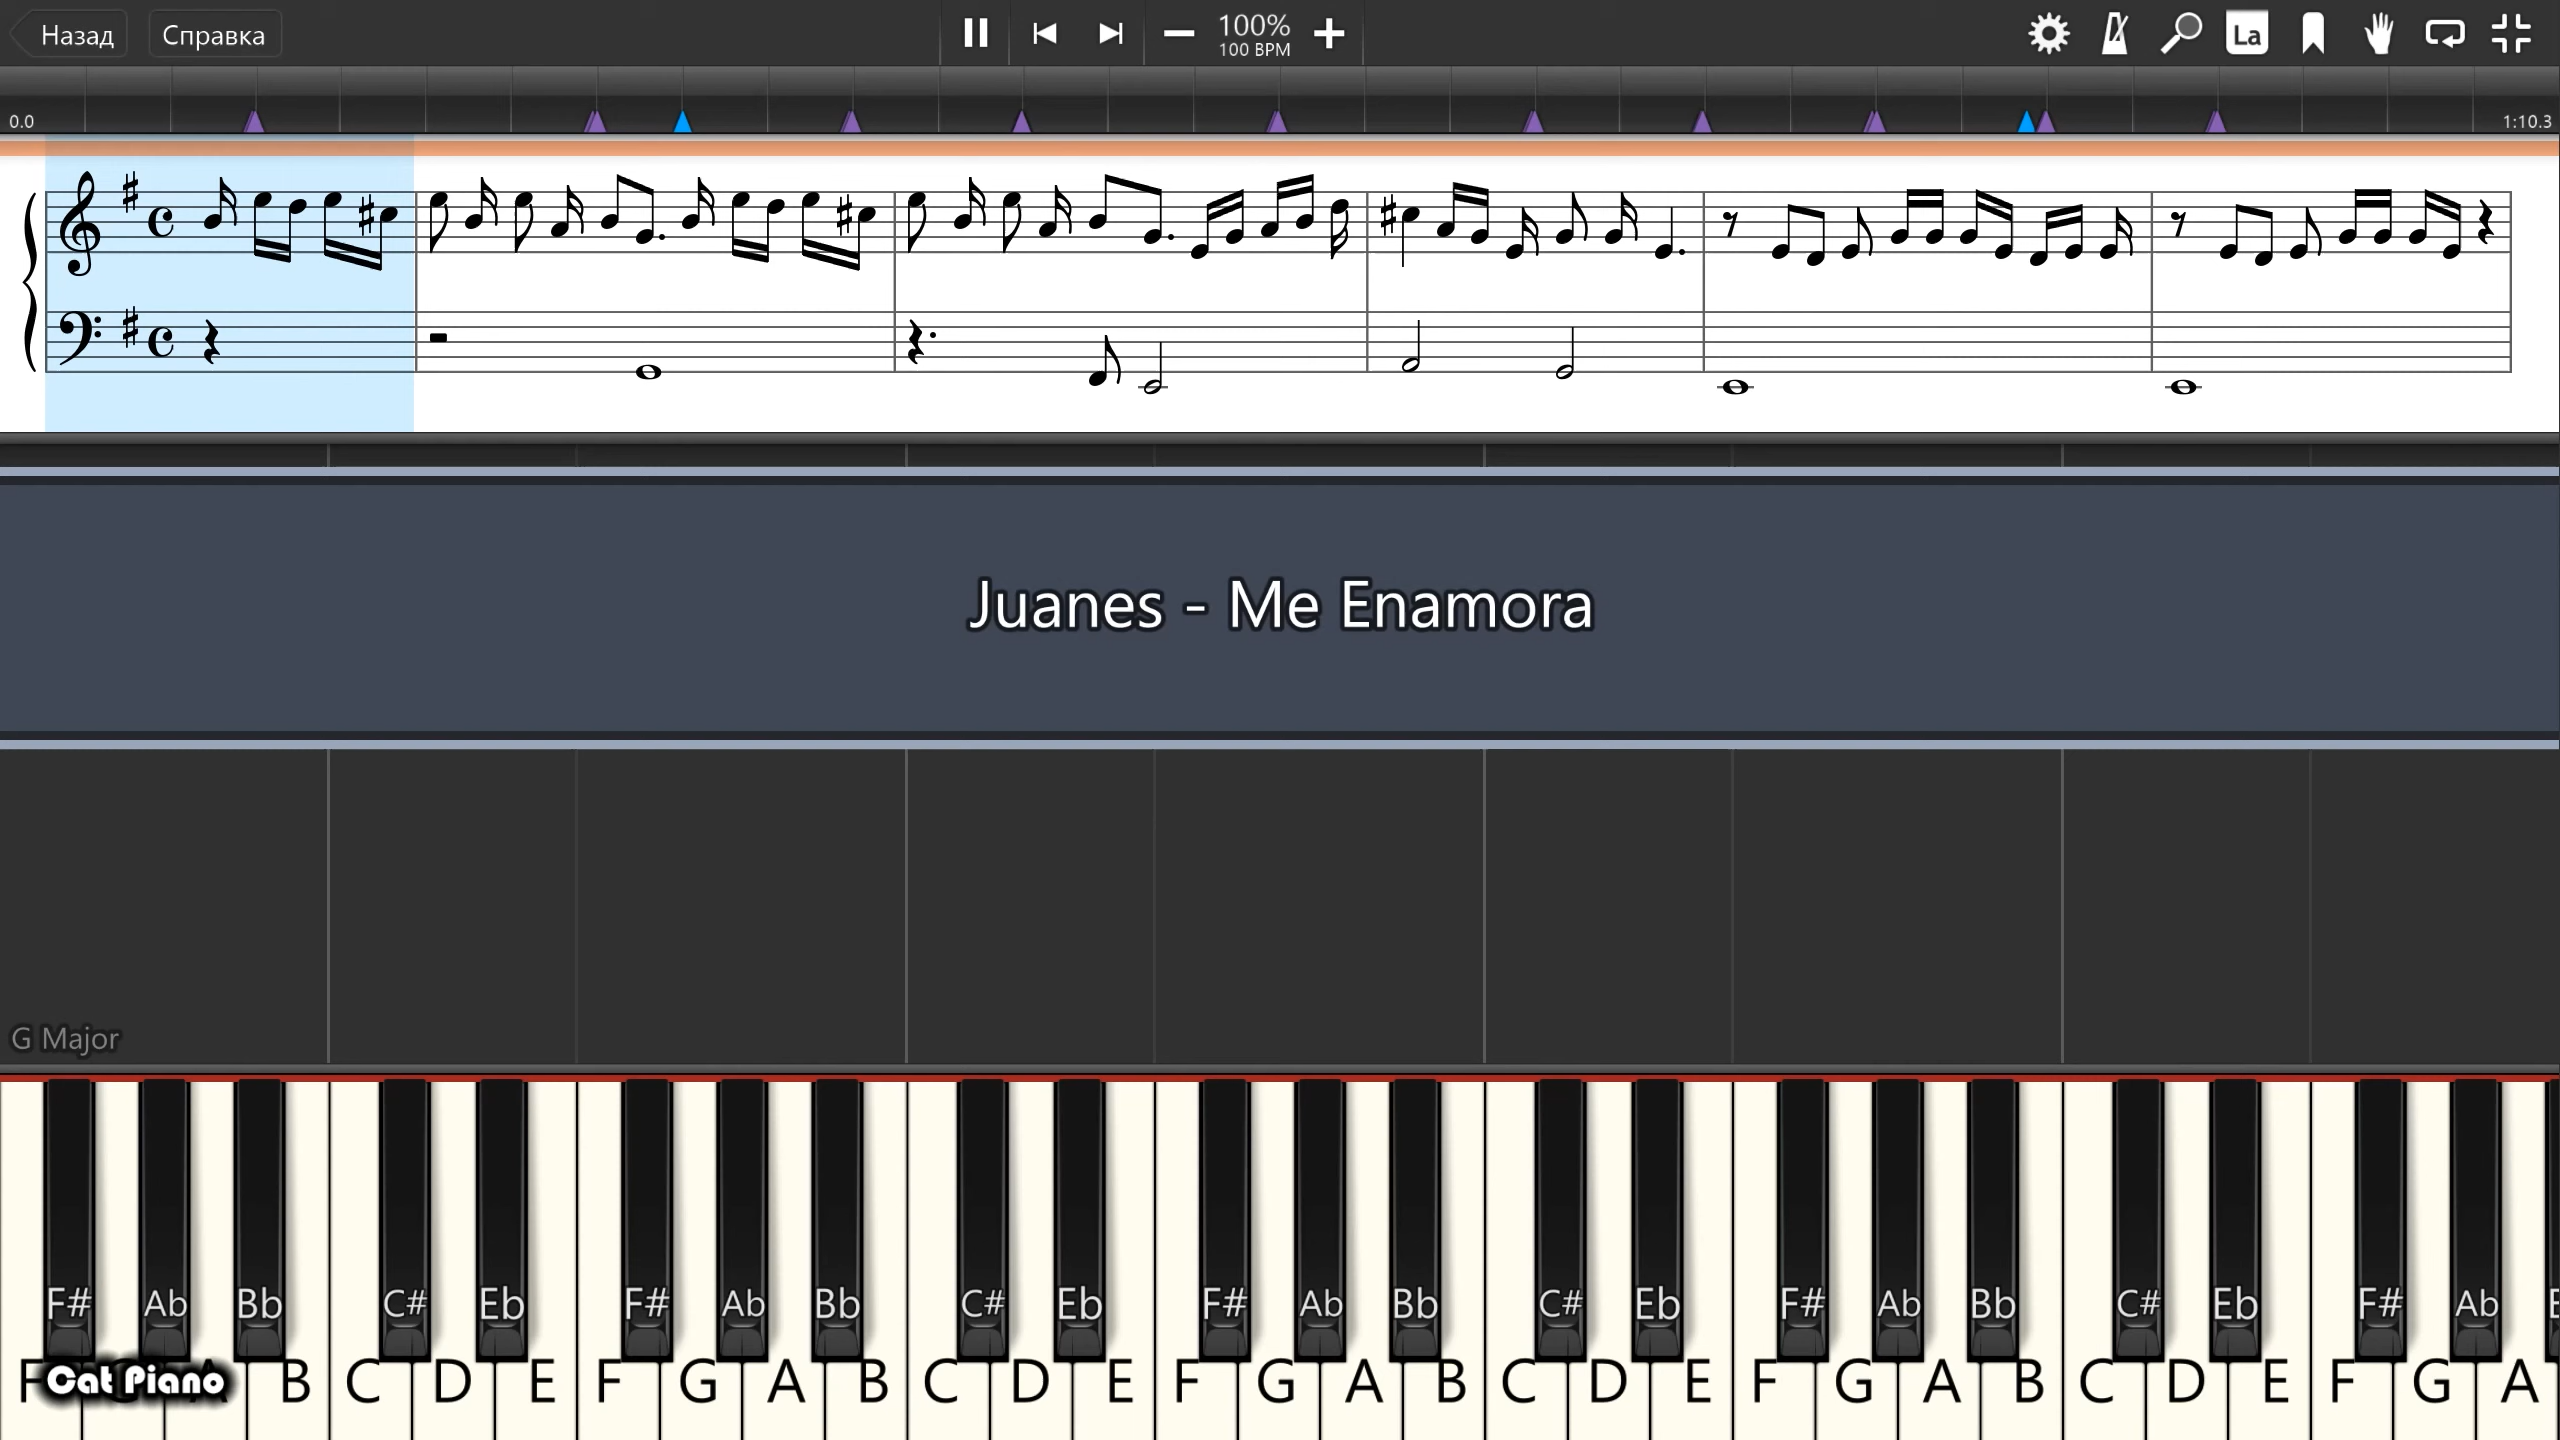 Назад Справка 100%
100 BPM
La
0.0 1:10.3
Juanes - Me Enamora
G Major
F# Ab Bb C# Eb F# Ab Bb C# Eb F# Ab Bb C# Eb F# Ab Bb C# Eb F# Ab
F Cat Piano B C D E F G A B C D E F G A B C D E F G A B C D E F G A